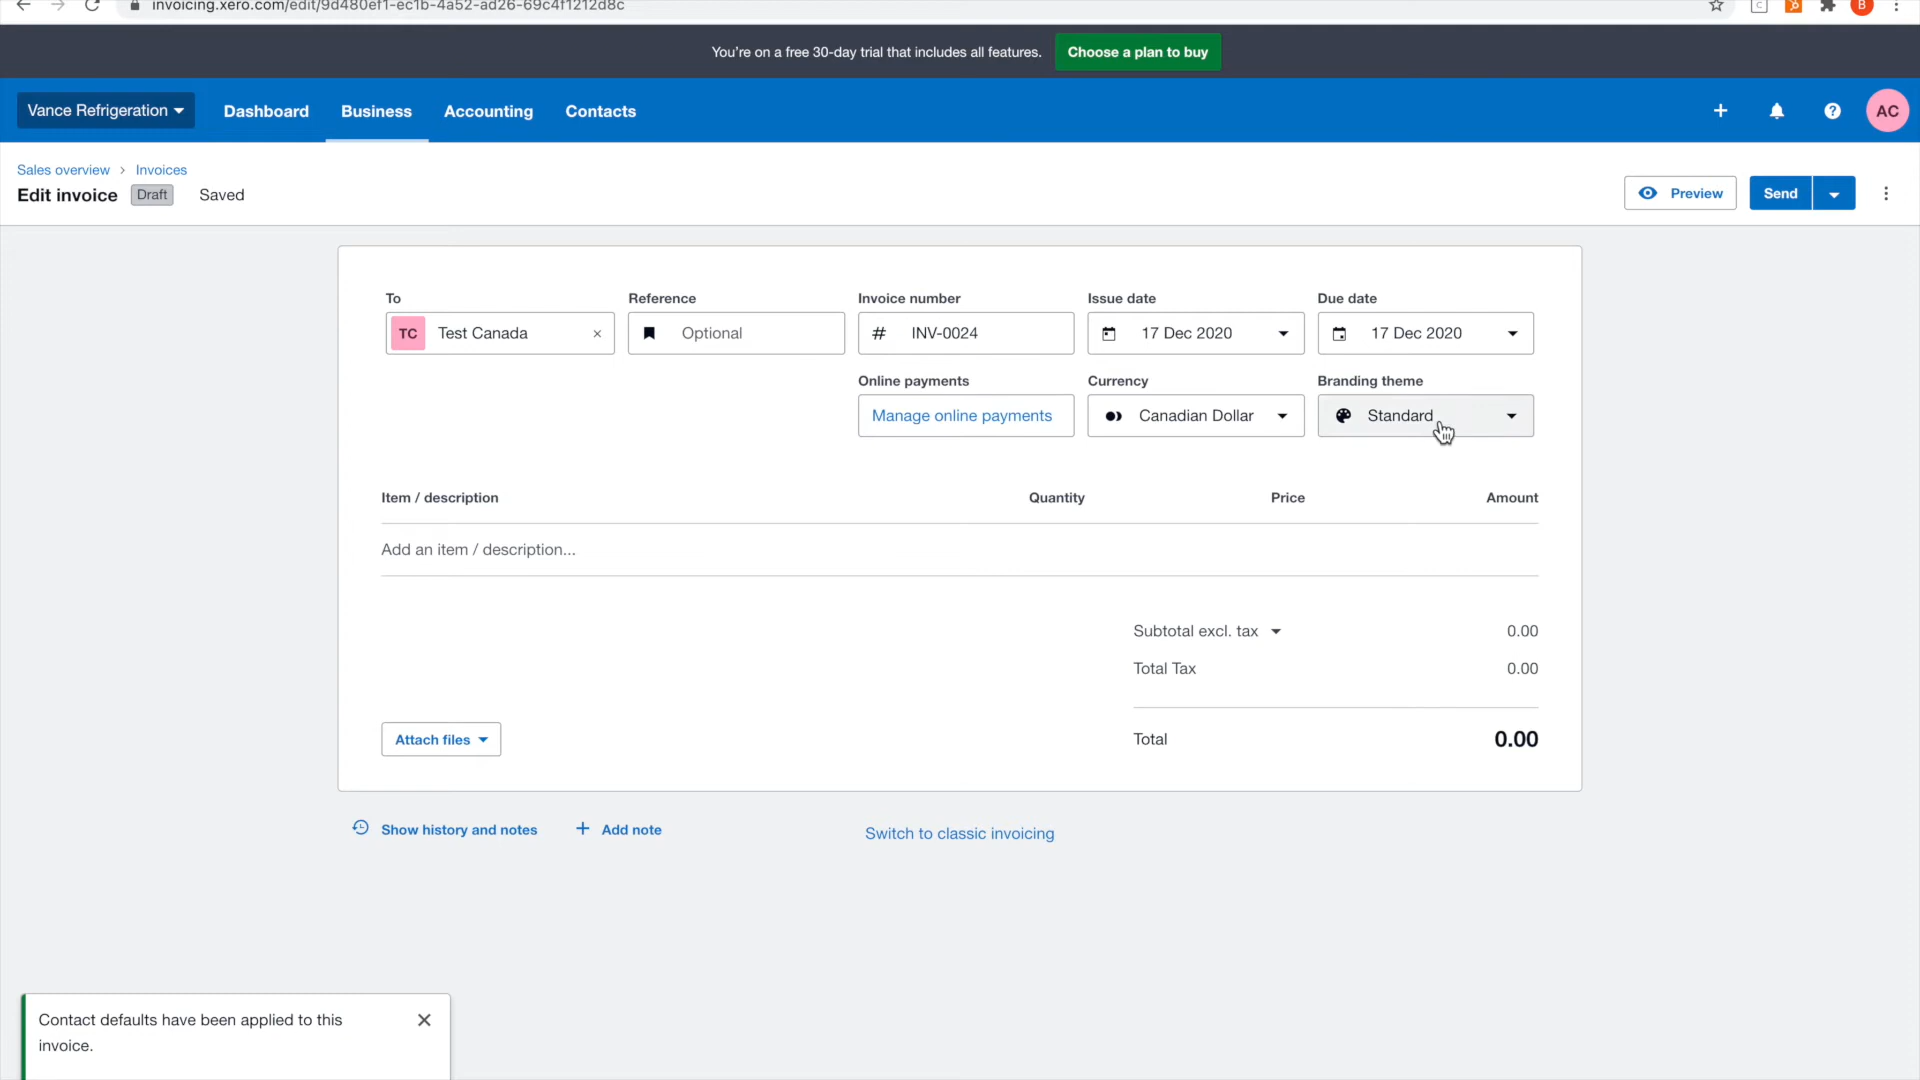 invoicing.xero.com/edit/9d480ef1-ec1b-4a52-ad26-69c4f1212d8c
B
You're on a free 30-day trial that includes all features.
Choose a plan to buy
Vance Refrigeration
Dashboard
Business
Accounting
Contacts
AC
Sales overview
Invoices
Edit invoice
Draft
Saved
Preview
Send
To
Reference
Invoice number
Issue date
Due date
TC
Test Canada
Optional
# INV-0024
17 Dec 2020
17 Dec 2020
Online payments
Currency
Branding theme
Manage online payments
Canadian Dollar
Standard
Item / description
Quantity
Price
Amount
Add an item / description...
Subtotal excl. tax
0.00
Total Tax
0.00
Attach files
Total
0.00
Show history and notes
Add note
Switch to classic invoicing
Contact defaults have been applied to this
invoice.